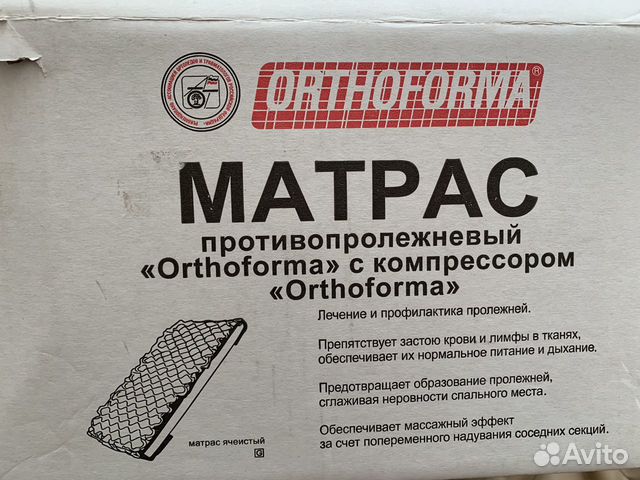 ORTHOFORMA®
МАТРАС
противопролежневый
«Orthoforma» с компрессором
«Orthoforma»
Лечение и профилактика пролежней.
Препятствует застою крови и лимфы в тканях,
обеспечивает их нормальное питание и дыхание.
Предотвращает образование пролежней,
сглаживая неровности спального места.
Обеспечивает массажный эффект
за счет попеременного надувания соседних секций.
матрас ячеистый
G
Avito